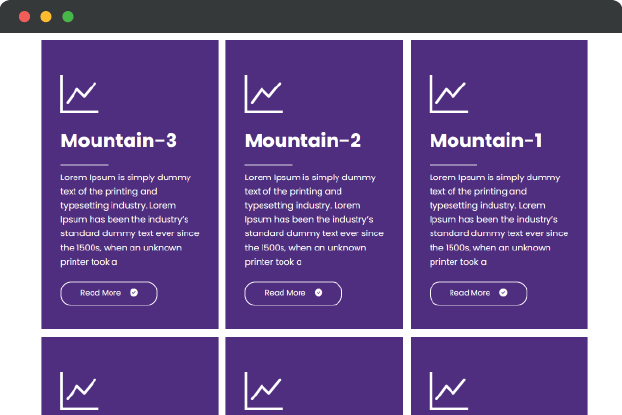 Mountain-3
Lorem Ipsum is simply dummy
text of the printing and
typesetting industry. Lorem
Ipsum has been the industry's
standard dummy text ever since
the 1500s, when an unknown
printer took a
Read More
Mountain-2
Lorem Ipsum is simply dummy
text of the printing and
typesetting industry. Lorem
Ipsum has been the industry's
standard dummy text ever since
the 1500s, when an unknown
printer took a
Read More
Mountain-1
Lorem Ipsum is simply dummy
text of the printing and
typesetting industry. Lorem
Ipsum has been the industry's
standard dummy text ever since
the 1500s, when an unknown
printer took a
Read More